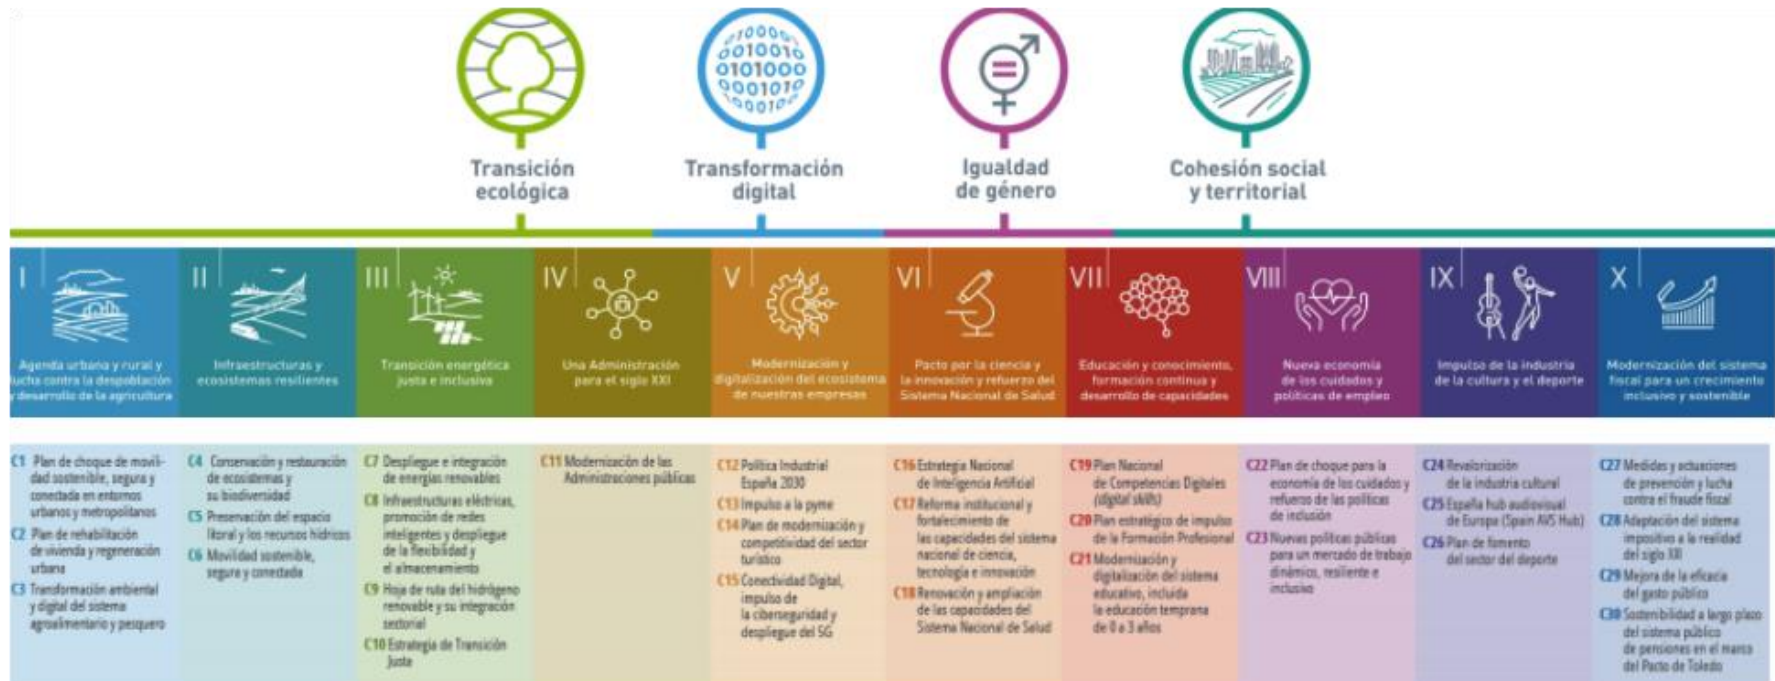 Transición
ecológica
Transformación
digital
Igualdad
de género
Cohesión social
y territorial
I
Agenda urbana y rural y
lucha contra la despoblación
y desarrollo de la agricultura
II
Infraestructuras y
ecosistemas resilientes
III
Transición energética
justa e inclusiva
IV
Una Administración
para el siglo XXI
V
Modernización y
digitalización del ecosistema
de nuestras empresas
VI
Pacto por la ciencia y
la innovación y refuerzo del
Sistema Nacional de Salud
VII
Educación y conocimiento,
formación continua y
desarrollo de capacidades
VIII
Nueva economía
de los cuidados y
políticas de empleo
IX
Impulso de la industria
de la cultura y el deporte
X
Modernización del sistema
fiscal para un crecimiento
inclusivo y sostenible
C1 Plan de choque de movili-
dad sostenible, segura y
conectada en entornos
urbanos y metropolitanos
C2 Plan de rehabilitación
de vivienda y regeneración
urbana
C3 Transformación ambiental
y digital del sistema
agroalimentario y pesquero
C4 Conservación y restauración
de ecosistemas y
su biodiversidad
C5 Preservación del espacio
litoral y los recursos hídricos
C6 Movilidad sostenible,
segura y conectada
C7 Despliegue e integración
de energías renovables
C8 Infraestructuras eléctricas,
promoción de redes
inteligentes y despliegue
de la flexibilidad y
el almacenamiento
C9 Hoja de ruta del hidrógeno
renovable y su integración
sectorial
C10 Estrategia de Transición
Justa
C11 Modernización de las
Administraciones públicas
C12 Política Industrial
España 2030
C13 Impulso a la pyme
C14 Plan de modernización y
competitividad del sector
turístico
C15 Conectividad Digital,
impulso de
la ciberseguridad y
despliegue del 5G
C16 Estrategia Nacional
de Inteligencia Artificial
C17 Reforma institucional y
fortalecimiento de
las capacidades del sistema
nacional de ciencia,
tecnología e innovación
C18 Renovación y ampliación
de las capacidades del
Sistema Nacional de Salud
C19 Plan Nacional
de Competencias Digitales
(digital skills)
C20 Plan estratégico de impulso
de la Formación Profesional
C21 Modernización y
digitalización del sistema
educativo, incluida
la educación temprana
de 0 a 3 años
C22 Plan de choque para la
economía de los cuidados y
refuerzo de las políticas
de inclusión
C23 Nuevas políticas públicas
para un mercado de trabajo
dinámico, resiliente e
inclusivo
C24 Revalorización
de la industria cultural
C25 España hub audiovisual
de Europa (Spain AVS Hub)
C26 Plan de fomento
del sector del deporte
C27 Medidas y actuaciones
de prevención y lucha
contra el fraude fiscal
C28 Adaptación del sistema
impositivo a la realidad
del siglo XXI
C29 Mejora de la eficacia
del gasto público
C30 Sostenibilidad a largo plazo
del sistema público
de pensiones en el marco
del Pacto de Toledo